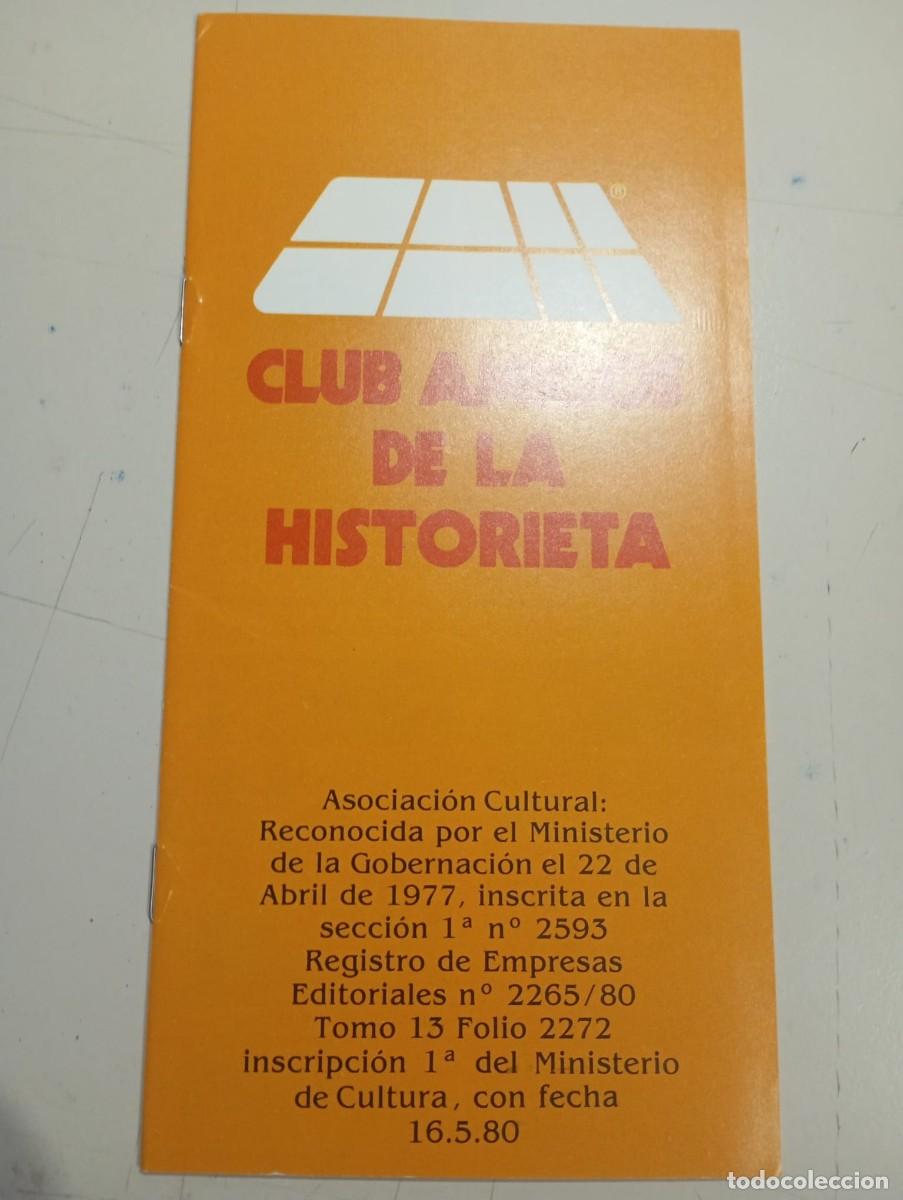 ®
CLUB AMIGOS
DE LA
HISTORIETA
Asociación Cultural:
Reconocida por el Ministerio
de la Gobernación el 22 de
Abril de 1977, inscrita en la
sección 1ª nº 2593
Registro de Empresas
Editoriales nº 2265/80
Tomo 13 Folio 2272
inscripción 1ª del Ministerio
de Cultura, con fecha
16.5.80
todocoleccion